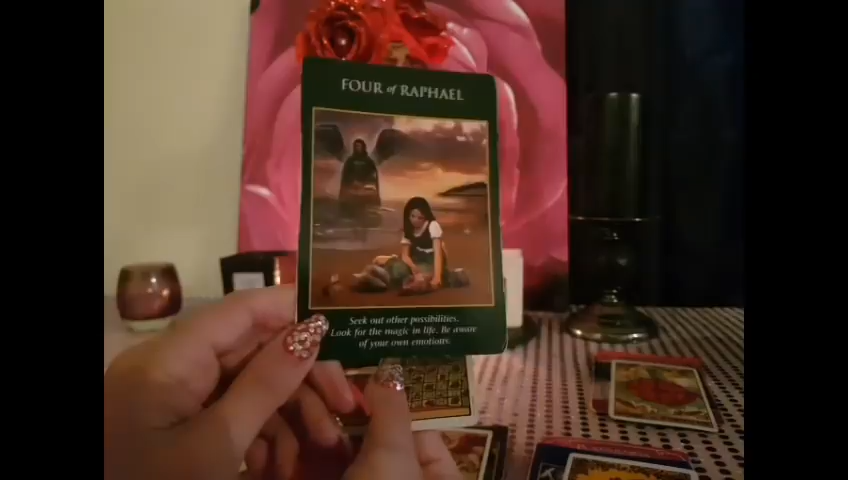 FOUR of RAPHAEL
Seek out other possibilities.
Look for the magic in life. Be aware
of your own emotions.